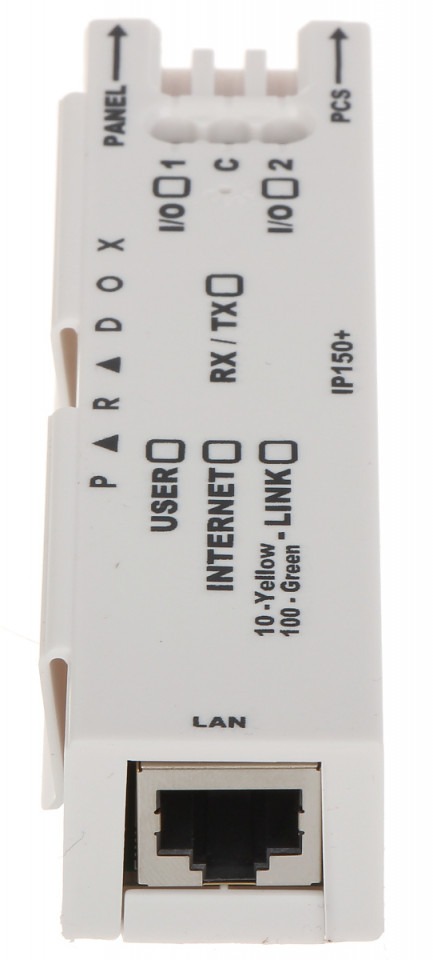 PANEL
PCS
I/O 1
C
I/O 2
PARADOX
RX / TX
IP150+
USER
INTERNET
10 -Yellow
100 - Green
-LINK
LAN